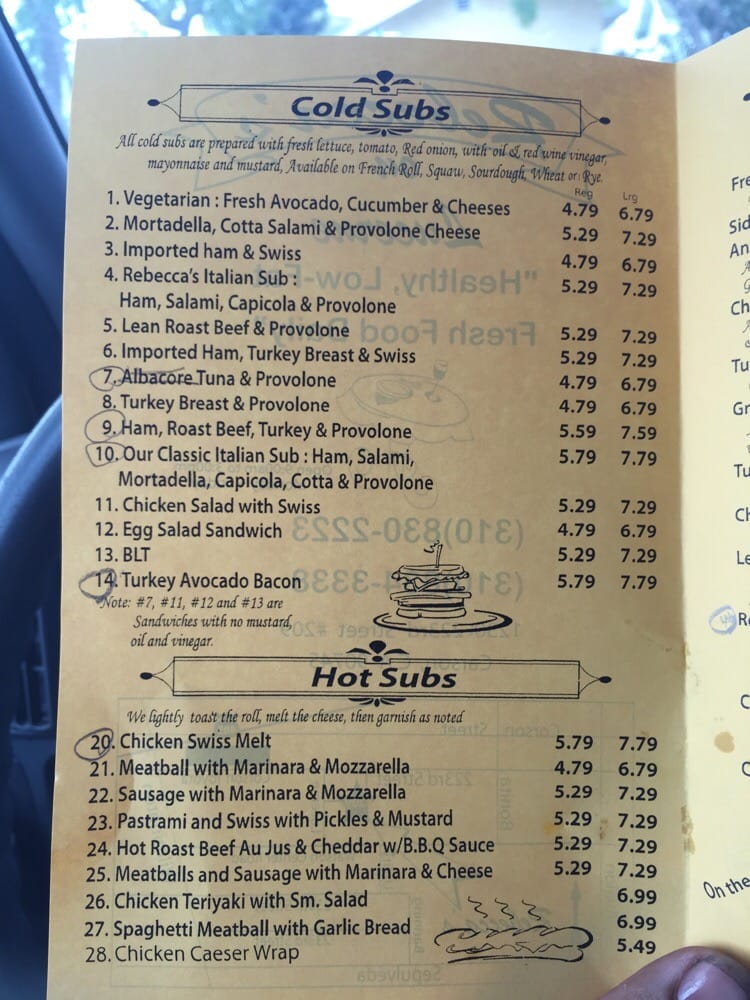 Cold Subs
All cold subs are prepared with fresh lettuce, tomato, Red onion, with oil & red wine vinegar,
mayonnaise and mustard, Available on French Roll, Squaw, Sourdough, Wheat or Rye.
Reg Lrg
1. Vegetarian : Fresh Avocado, Cucumber & Cheeses 4.79 6.79
2. Mortadella, Cotta Salami & Provolone Cheese 5.29 7.29
3. Imported ham & Swiss 4.79 6.79
4. Rebecca's Italian Sub : 5.29 7.29
Ham, Salami, Capicola & Provolone
5. Lean Roast Beef & Provolone 5.29 7.29
6. Imported Ham, Turkey Breast & Swiss 5.29 7.29
7. Albacore Tuna & Provolone 4.79 6.79
8. Turkey Breast & Provolone 4.79 6.79
9. Ham, Roast Beef, Turkey & Provolone 5.59 7.59
10. Our Classic Italian Sub : Ham, Salami, 5.79 7.79
Mortadella, Capicola, Cotta & Provolone
11. Chicken Salad with Swiss 5.29 7.29
12. Egg Salad Sandwich 4.79 6.79
13. BLT 5.29 7.29
14. Turkey Avocado Bacon 5.79 7.79
*Note: #7, #11, #12 and #13 are
Sandwiches with no mustard,
oil and vinegar.
Hot Subs
We lightly toast the roll, melt the cheese, then garnish as noted
20. Chicken Swiss Melt 5.79 7.79
21. Meatball with Marinara & Mozzarella 4.79 6.79
22. Sausage with Marinara & Mozzarella 5.29 7.29
23. Pastrami and Swiss with Pickles & Mustard 5.29 7.29
24. Hot Roast Beef Au Jus & Cheddar w/B.B.Q Sauce 5.29 7.29
25. Meatballs and Sausage with Marinara & Cheese 5.29 7.29
26. Chicken Teriyaki with Sm. Salad 6.99
27. Spaghetti Meatball with Garlic Bread 6.99
28. Chicken Caeser Wrap 5.49
On the